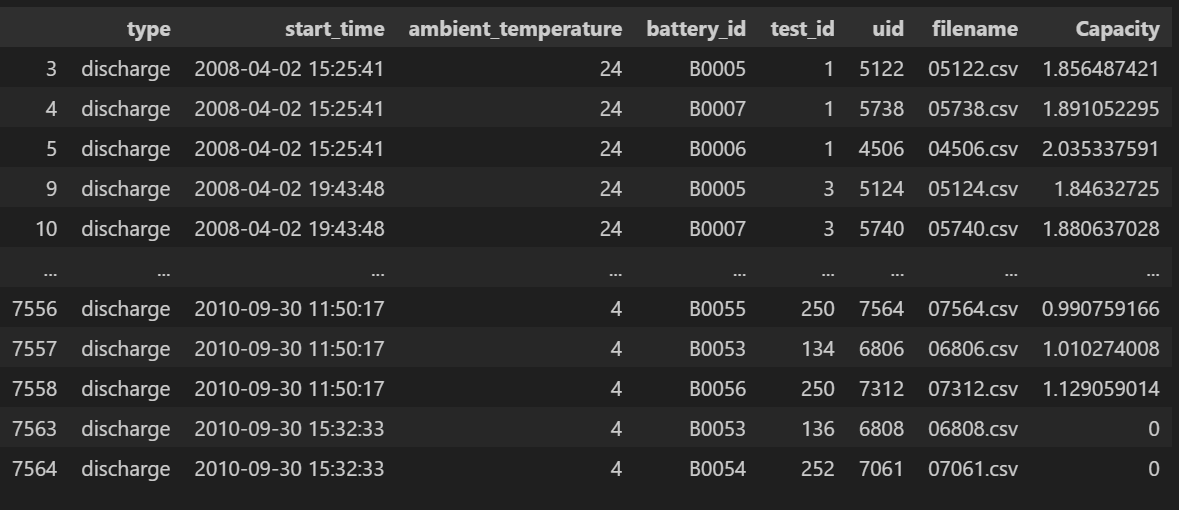 type start_time ambient_temperature battery_id test_id uid filename Capacity
3 discharge 2008-04-02 15:25:41 24 B0005 1 5122 05122.csv 1.856487421
4 discharge 2008-04-02 15:25:41 24 B0007 1 5738 05738.csv 1.891052295
5 discharge 2008-04-02 15:25:41 24 B0006 1 4506 04506.csv 2.035337591
9 discharge 2008-04-02 19:43:48 24 B0005 3 5124 05124.csv 1.84632725
10 discharge 2008-04-02 19:43:48 24 B0007 3 5740 05740.csv 1.880637028
... ... ... ... ... ... ... ... ...
7556 discharge 2010-09-30 11:50:17 4 B0055 250 7564 07564.csv 0.990759166
7557 discharge 2010-09-30 11:50:17 4 B0053 134 6806 06806.csv 1.010274008
7558 discharge 2010-09-30 11:50:17 4 B0056 250 7312 07312.csv 1.129059014
7563 discharge 2010-09-30 15:32:33 4 B0053 136 6808 06808.csv 0
7564 discharge 2010-09-30 15:32:33 4 B0054 252 7061 07061.csv 0